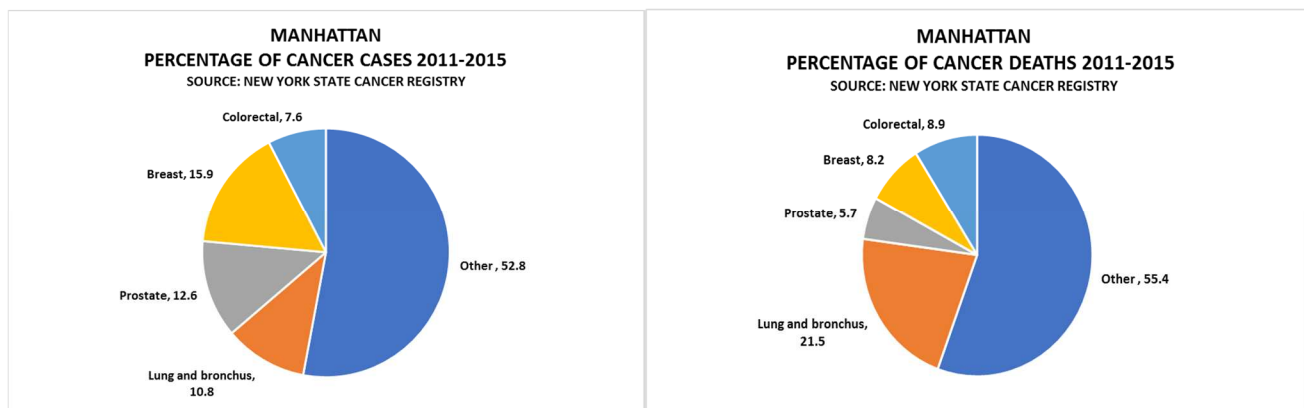 MANHATTAN
PERCENTAGE OF CANCER CASES 2011-2015
SOURCE: NEW YORK STATE CANCER REGISTRY
Colorectal, 7.6
Breast, 15.9
Other , 52.8
Prostate, 12.6
Lung and bronchus,
10.8
MANHATTAN
PERCENTAGE OF CANCER DEATHS 2011-2015
SOURCE: NEW YORK STATE CANCER REGISTRY
Colorectal, 8.9
Breast, 8.2
Prostate, 5.7
Other , 55.4
Lung and bronchus,
21.5